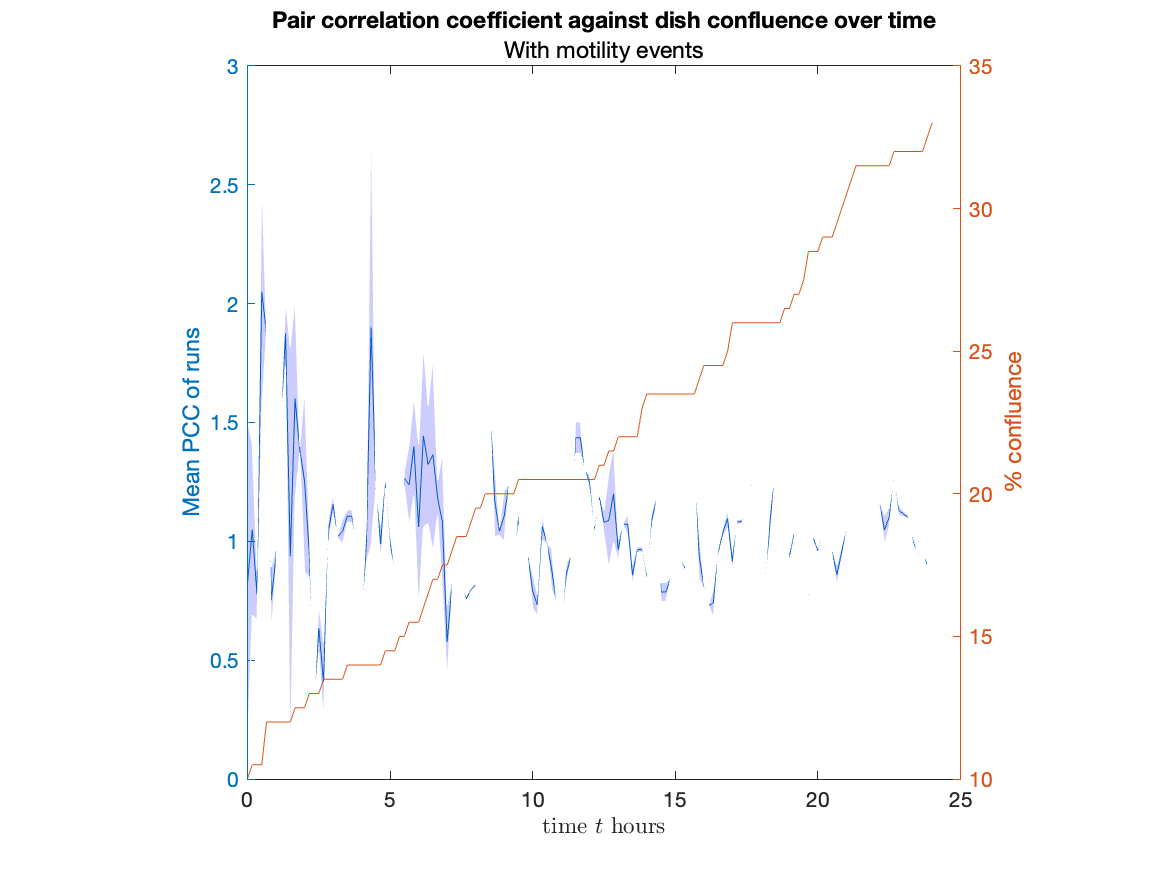 Pair correlation coefficient against dish confluence over time
With motility events
Mean PCC of runs
3
2.5
2
1.5
1
0.5
0
35
30
25
20
15
10
% confluence
0 5 10 15 20 25
time t hours